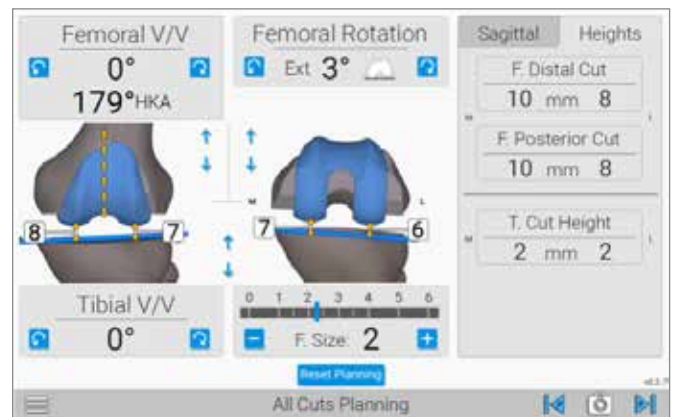 Femoral V/V
0°
179°HKA
Femoral Rotation
Ext 3°
Sagittal Heights
F. Distal Cut
10 mm 8
M L
F. Posterior Cut
10 mm 8
T. Cut Height
M L
2 mm 2
M L
8 7
7 6
Tibial V/V
0°
0 1 2 3 4 5 6
F. Size: 2
Reset Planning
All Cuts Planning